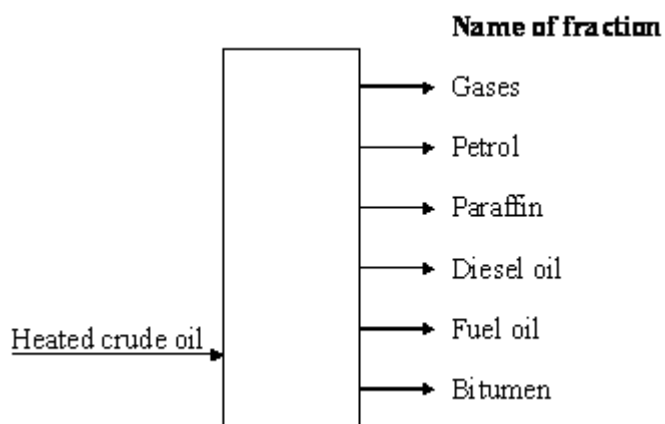 Name of fraction
Gases
Petrol
Paraffin
Diesel oil
Heated crude oil
Fuel oil
Bitumen